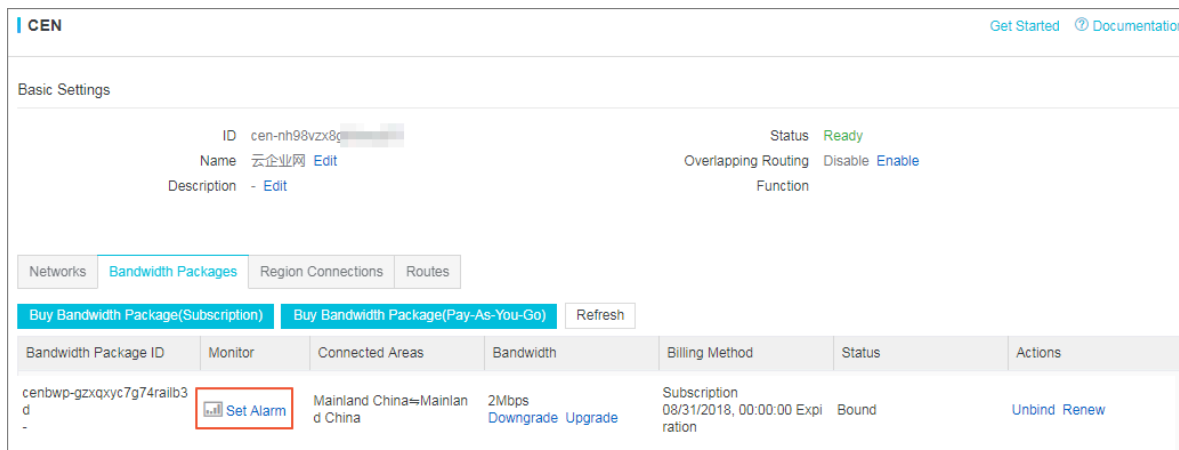 CEN
Get Started Documentation
Basic Settings
ID cen-nh98vzx8g
Status Ready
Name 云企业网 Edit
Overlapping Routing Disable Enable
Function
Description - Edit
Networks Bandwidth Packages Region Connections Routes
Buy Bandwidth Package(Subscription) Buy Bandwidth Package(Pay-As-You-Go) Refresh
Bandwidth Package ID Monitor Connected Areas Bandwidth Billing Method Status Actions
cenbwp-gzxqxyc7g74railb3
d
-
Set Alarm
Mainland China⇋Mainlan
d China
2Mbps
Downgrade Upgrade
Subscription
08/31/2018, 00:00:00 Expi
ration
Bound
Unbind Renew